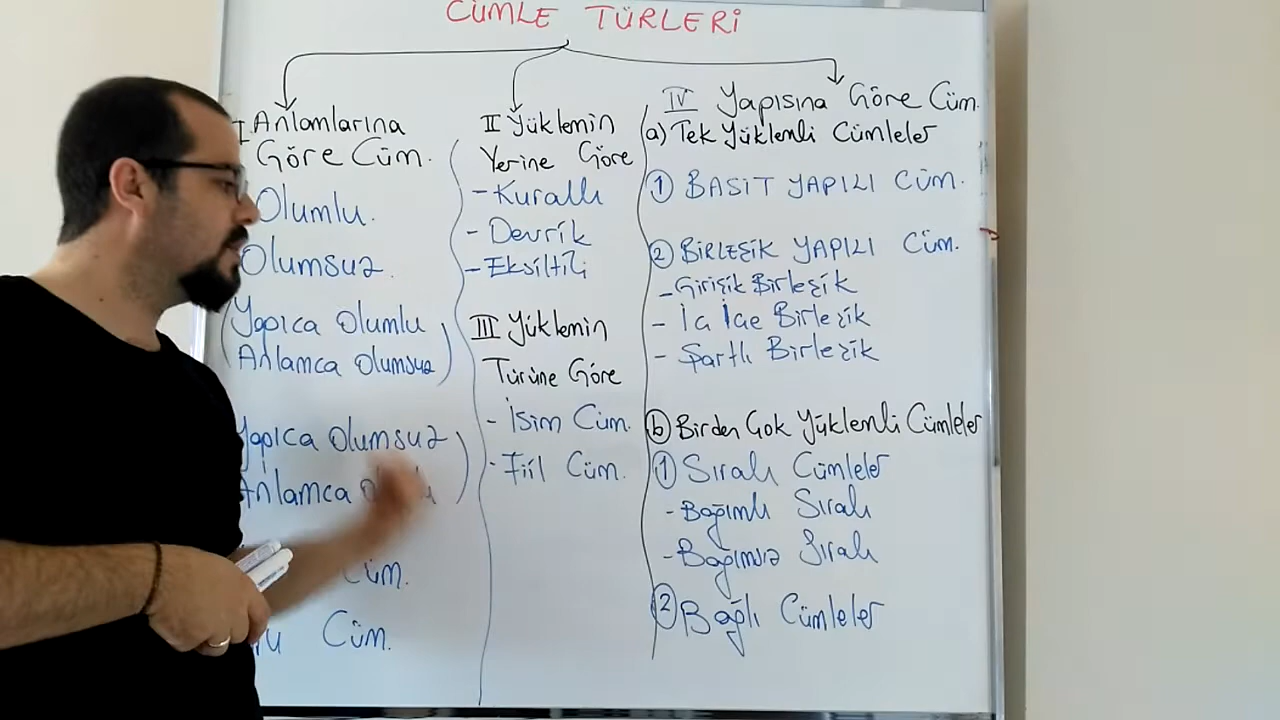 CÜMLE TÜRLERİ
I Anlamlarına
Göre Cüm.
Olumlu.
Olumsuz.
(Yapıca Olumlu
Anlamca Olumsuz)
Yapıca Olumsuz
Anlamca
Cüm.
Cüm.
II Yüklemin
Yerine Göre
- Kurallı
- Devrik
- Eksiltili
III Yüklemin
Türüne Göre
- İsim Cüm.
- Fiil Cüm.
IV Yapısına Göre Cüm.
(a) Tek Yüklemli Cümleler
① BASİT YAPILI CÜM.
② BİRLEŞİK YAPILI CÜM.
- Girişik Birleşik
- İç İçe Birleşik
- Şartlı Birleşik
ⓑ Birden Çok Yüklemli Cümleler
① Sıralı Cümleler
- Bağımlı Sıralı
- Bağımsız Sıralı
② Bağlı Cümleler